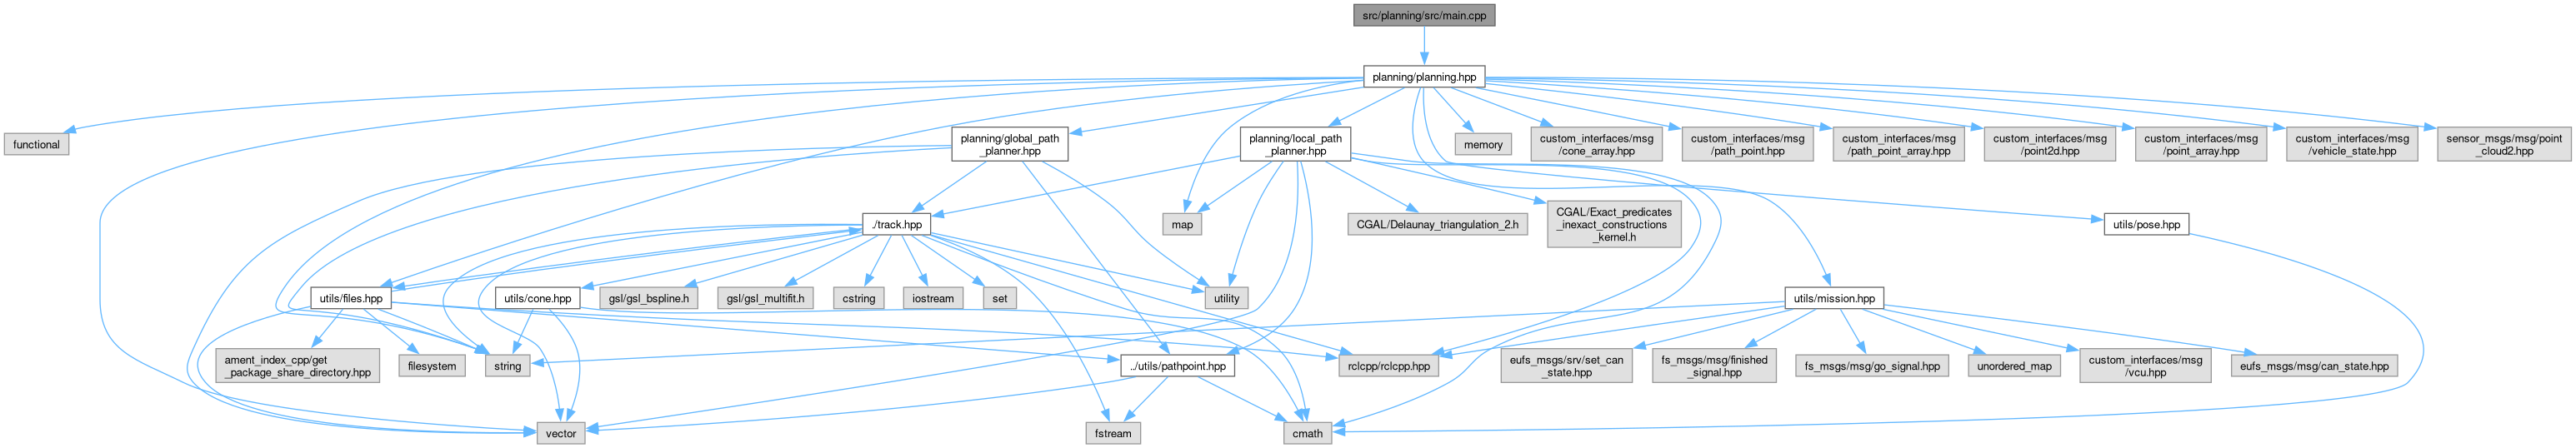 src/planning/src/main.cpp
planning/planning.hpp
functional
planning/global_path
_planner.hpp
planning/local_path
_planner.hpp
memory
custom_interfaces/msg
/cone_array.hpp
custom_interfaces/msg
/path_point.hpp
custom_interfaces/msg
/path_point_array.hpp
custom_interfaces/msg
/point2d.hpp
custom_interfaces/msg
/point_array.hpp
custom_interfaces/msg
/vehicle_state.hpp
sensor_msgs/msg/point
_cloud2.hpp
./track.hpp
map
CGAL/Delaunay_triangulation_2.h
CGAL/Exact_predicates
_inexact_constructions
_kernel.h
utils/pose.hpp
utils/files.hpp
utils/cone.hpp
gsl/gsl_bspline.h
gsl/gsl_multifit.h
cstring
iostream
set
utility
utils/mission.hpp
ament_index_cpp/get
_package_share_directory.hpp
filesystem
string
../utils/pathpoint.hpp
rclcpp/rclcpp.hpp
eufs_msgs/srv/set_can
_state.hpp
fs_msgs/msg/finished
_signal.hpp
fs_msgs/msg/go_signal.hpp
unordered_map
custom_interfaces/msg
/vcu.hpp
eufs_msgs/msg/can_state.hpp
vector
fstream
cmath